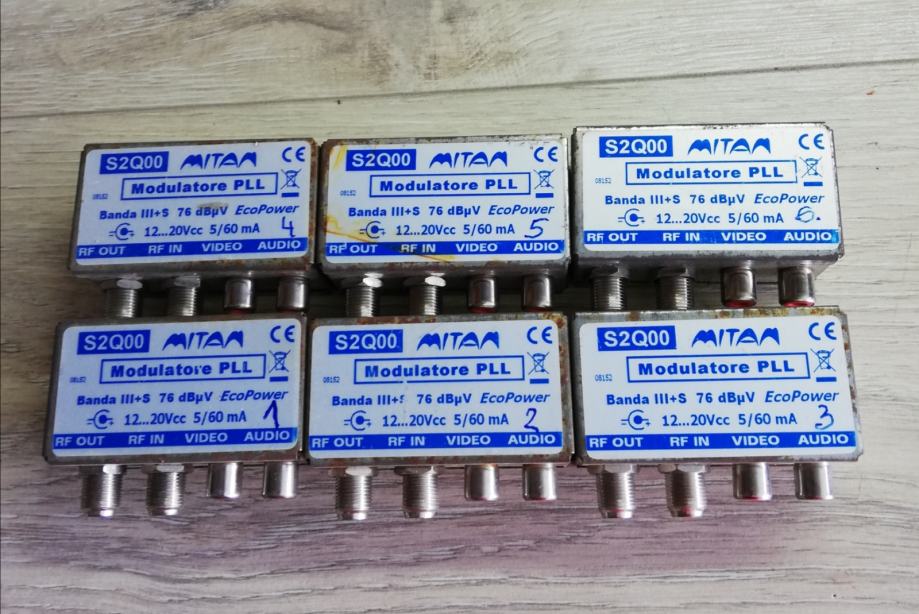 S2Q00 MITAN CE
Modulatore PLL
08152
Banda III+S 76 dBµV EcoPower
12...20Vcc 5/60 mA 4
RF OUT RF IN VIDEO AUDIO
S2Q00 MITAN CE
Modulatore PLL
08152
Banda III+S 76 dBµV EcoPower
12...20Vcc 5/60 mA 5
RF OUT RF IN VIDEO AUDIO
S2Q00 MITAN CE
Modulatore PLL
08152
Banda III+S 76 dBµV EcoPower
12...20Vcc 5/60 mA 6.
RF OUT RF IN VIDEO AUDIO
S2Q00 MITAN CE
Modulatore PLL
08152
Banda III+S 76 dBµV EcoPower
12...20Vcc 5/60 mA 1
RF OUT RF IN VIDEO AUDIO
S2Q00 MITAN CE
Modulatore PLL
08152
Banda III+S 76 dBµV EcoPower
12...20Vcc 5/60 mA 2
RF OUT RF IN VIDEO AUDIO
S2Q00 MITAN CE
Modulatore PLL
08152
Banda III+S 76 dBµV EcoPower
12...20Vcc 5/60 mA 3
RF OUT RF IN VIDEO AUDIO